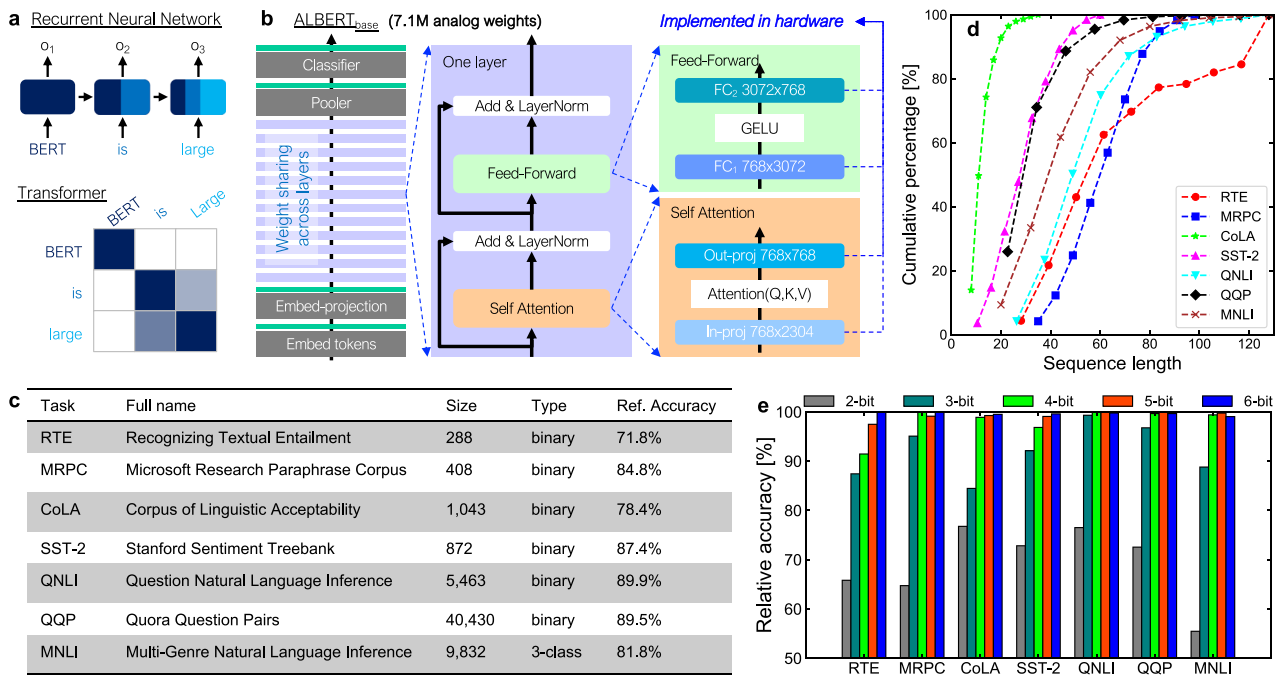 a
Recurrent Neural Network
o1 o2 o3
BERT is large
Transformer
BERT is Large
BERT
is
large
b
ALBERTbase (7.1M analog weights)
Implemented in hardware
Classifier
Pooler
Weight sharing
across layers
Embed-projection
Embed tokens
One layer
Add & LayerNorm
Feed-Forward
Add & LayerNorm
Self Attention
Feed-Forward
FC2 3072x768
GELU
FC1 768x3072
Self Attention
Out-proj 768x768
Attention(Q,K,V)
In-proj 768x2304
c
Task Full name Size Type Ref. Accuracy
RTE Recognizing Textual Entailment 288 binary 71.8%
MRPC Microsoft Research Paraphrase Corpus 408 binary 84.8%
CoLA Corpus of Linguistic Acceptability 1,043 binary 78.4%
SST-2 Stanford Sentiment Treebank 872 binary 87.4%
QNLI Question Natural Language Inference 5,463 binary 89.9%
QQP Quora Question Pairs 40,430 binary 89.5%
MNLI Multi-Genre Natural Language Inference 9,832 3-class 81.8%
d
Cumulative percentage [%]
100
80
60
40
20
0
RTE
MRPC
CoLA
SST-2
QNLI
QQP
MNLI
0 20 40 60 80 100 120
Sequence length
e
2-bit 3-bit 4-bit 5-bit 6-bit
Relative accuracy [%]
100
90
80
70
60
50
RTE MRPC CoLA SST-2 QNLI QQP MNLI